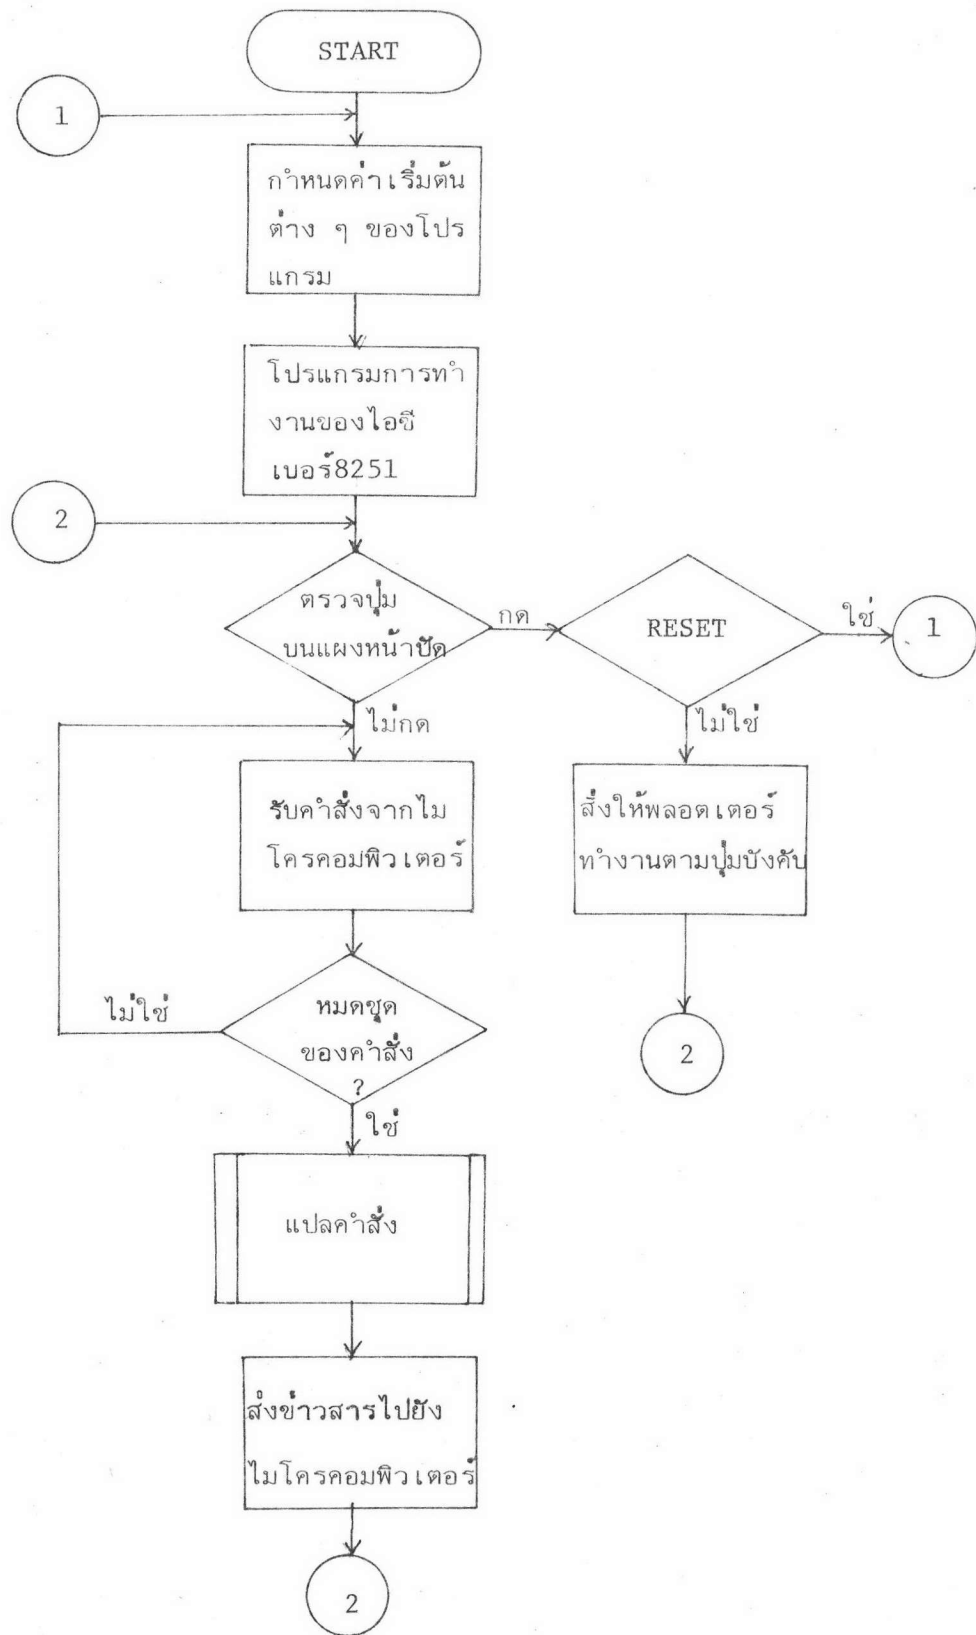 START
1
กำหนดค่าเริ่มต้น
ต่าง ๆ ของโปร
แกรม
โปรแกรมการทำ
งานของไอซี
เบอร์8251
2
ตรวจปุ่ม
บนแผงหน้าปัด
กด
RESET
ใช่
1
ไม่กด
ไม่ใช่
รับคำสั่งจากไม
โครคอมพิวเตอร์
สั่งให้พลอตเตอร์
ทำงานตามปุ่มบังคับ
ไม่ใช่
หมดชุด
ของคำสั่ง
?
2
ใช่
แปลคำสั่ง
ส่งข่าวสารไปยัง
ไมโครคอมพิวเตอร์
2